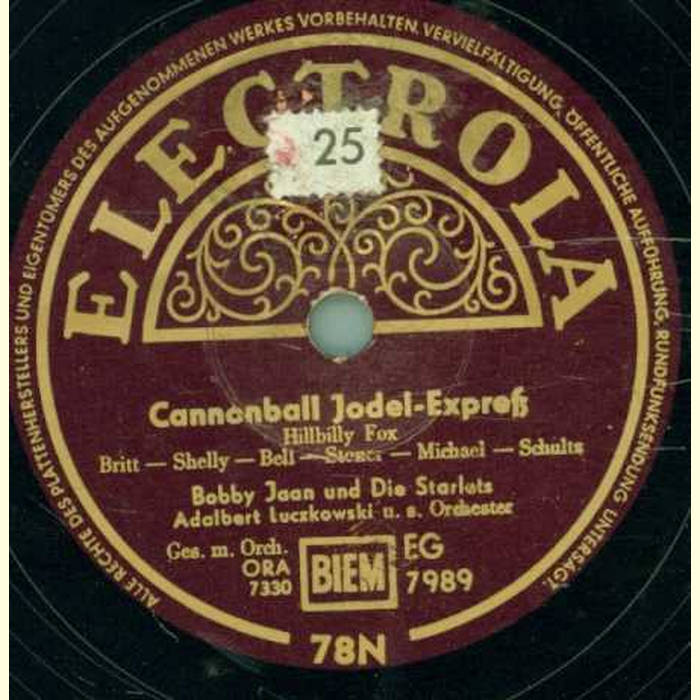 ALLE RECHTE DES PLATTENHERSTELLERS UND EIGENTÜMERS DES AUFGENOMMENEN WERKES VORBEHALTEN. VERVIELFÄLTIGUNG, ÖFFENTLICHE AUFFÜHRUNG, RUNDFUNKSENDUNG UNTERSAGT.
ELECTROLA
25
Cannonball Jodel-Expreß
Hillbilly Fox
Britt — Shelly — Bell — — Michael — Schultz
Bobby Jaan und Die Starlets
Adalbert Luczkowski u. s. Orchester
Ges. m. Orch.
ORA
7330
BIEM
EG
7989
78N